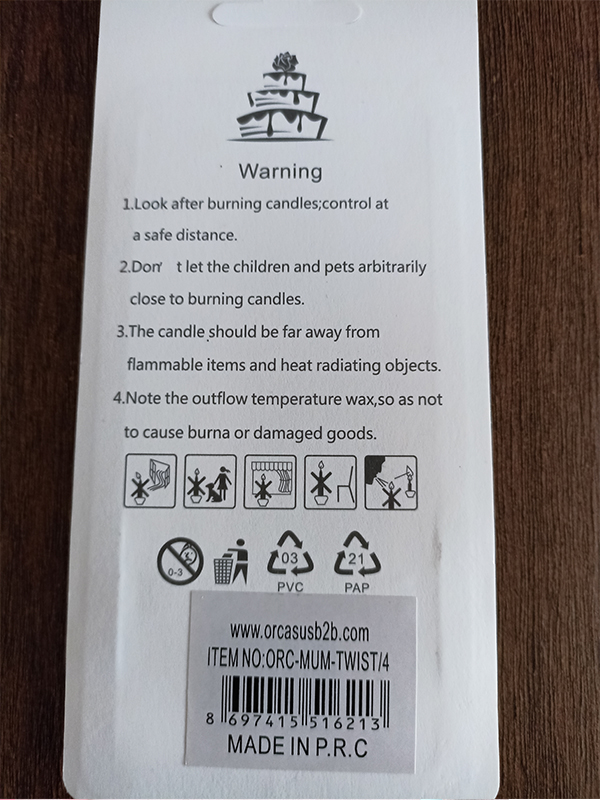 Warning
1.Look after burning candles;control at
a safe distance.
2.Don' t let the children and pets arbitrarily
close to burning candles.
3.The candle should be far away from
flammable items and heat radiating objects.
4.Note the outflow temperature wax,so as not
to cause burna or damaged goods.
0-3
03
21
PVC
PAP
www.orcasusb2b.com
ITEM NO:ORC-MUM-TWIST/4
8 697415 516213
MADE IN P.R.C